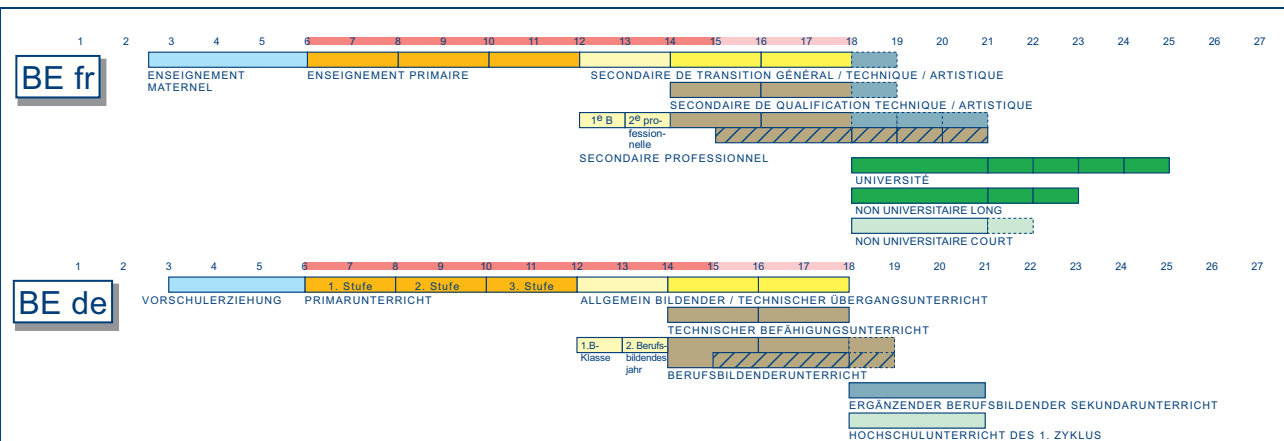 1 2 3 4 5 6 7 8 9 10 11 12 13 14 15 16 17 18 19 20 21 22 23 24 25 26 27
BE fr
ENSEIGNEMENT
MATERNEL
ENSEIGNEMENT PRIMAIRE
SECONDAIRE DE TRANSITION GÉNÉRAL / TECHNIQUE / ARTISTIQUE
SECONDAIRE DE QUALIFICATION TECHNIQUE / ARTISTIQUE
1e B
2e pro-
fession-
nelle
SECONDAIRE PROFESSIONNEL
UNIVERSITÉ
NON UNIVERSITAIRE LONG
NON UNIVERSITAIRE COURT
1 2 3 4 5 6 7 8 9 10 11 12 13 14 15 16 17 18 19 20 21 22 23 24 25 26 27
BE de
1. Stufe
2. Stufe
3. Stufe
VORSCHULERZIEHUNG
PRIMARUNTERRICHT
ALLGEMEIN BILDENDER / TECHNISCHER ÜBERGANGSUNTERRICHT
TECHNISCHER BEFÄHIGUNGSUNTERRICHT
1.B-
Klasse
2. Berufs-
bildendes
jahr
BERUFSBILDENDERUNTERRICHT
ERGÄNZENDER BERUFSBILDENDER SEKUNDARUNTERRICHT
HOCHSCHULUNTERRICHT DES 1. ZYKLUS